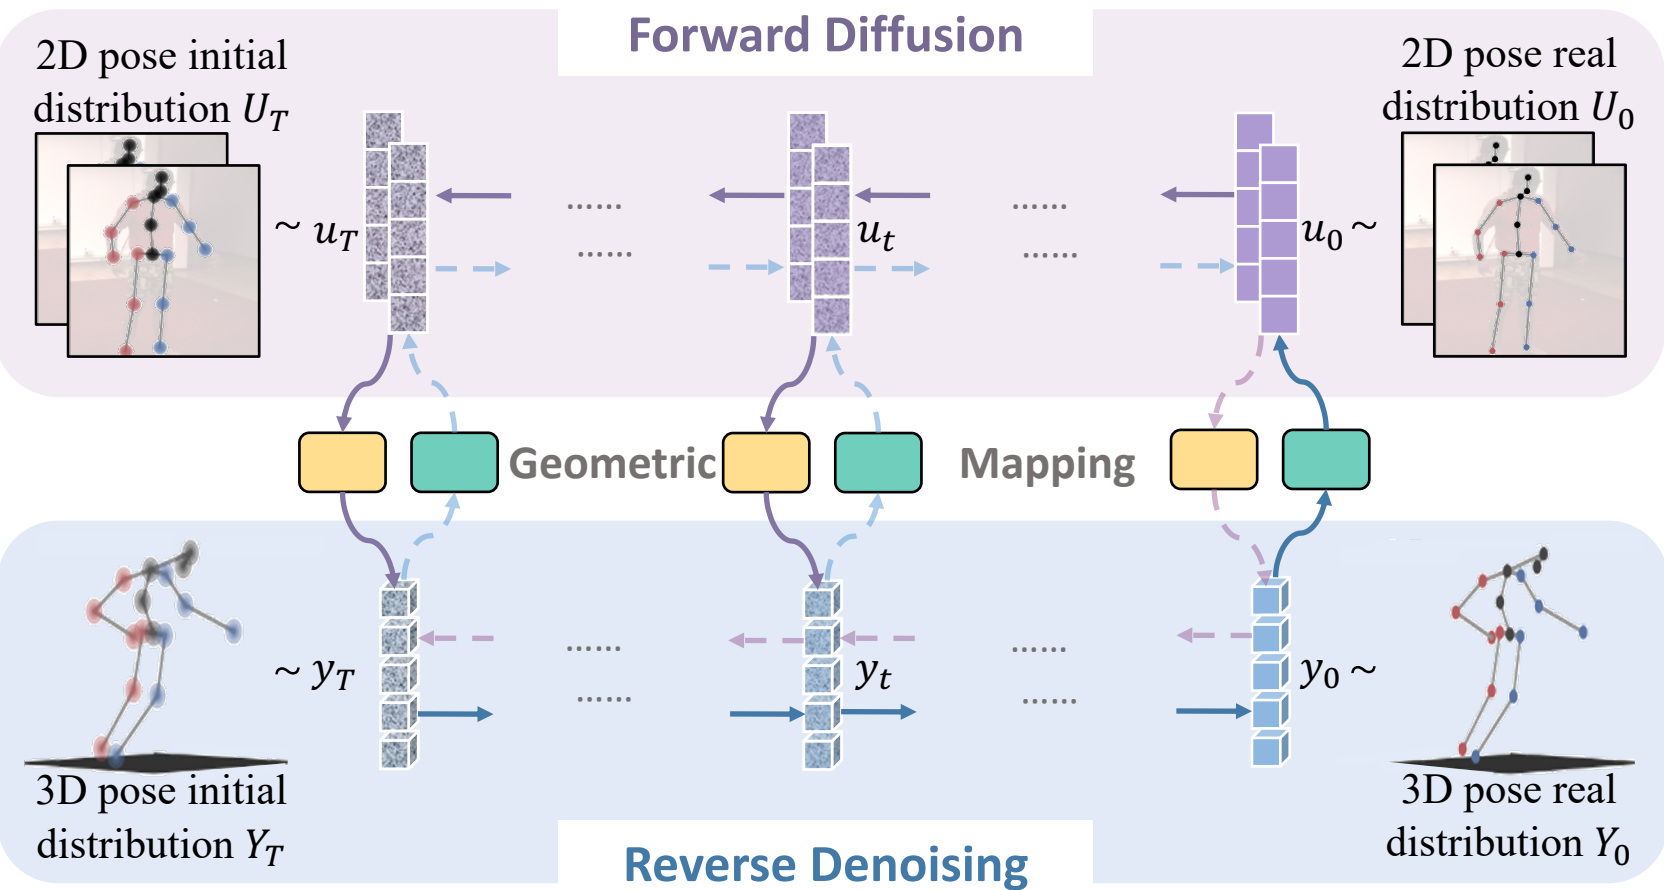 Forward Diffusion
2D pose initial
distribution U_T
2D pose real
distribution U_0
......
......
~ u_T
u_t
u_0 ~
......
......
Geometric Mapping
......
......
~ y_T
y_t
y_0 ~
......
......
3D pose initial
distribution Y_T
3D pose real
distribution Y_0
Reverse Denoising